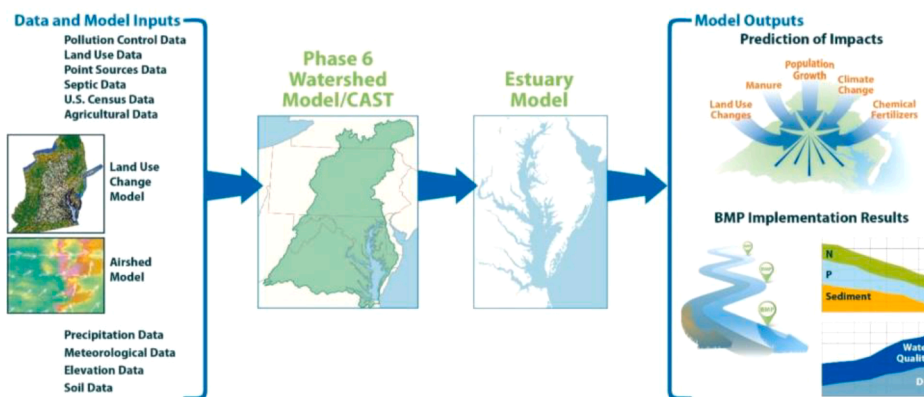 Data and Model Inputs
Pollution Control Data
Land Use Data
Point Sources Data
Septic Data
U.S. Census Data
Agricultural Data
Land Use
Change
Model
Airshed
Model
Precipitation Data
Meteorological Data
Elevation Data
Soil Data
Phase 6
Watershed
Model/CAST
Estuary
Model
Model Outputs
Prediction of Impacts
Population
Growth
Manure
Climate
Change
Land Use
Changes
Chemical
Fertilizers
BMP Implementation Results
BMP
BMP
N
P
Sediment